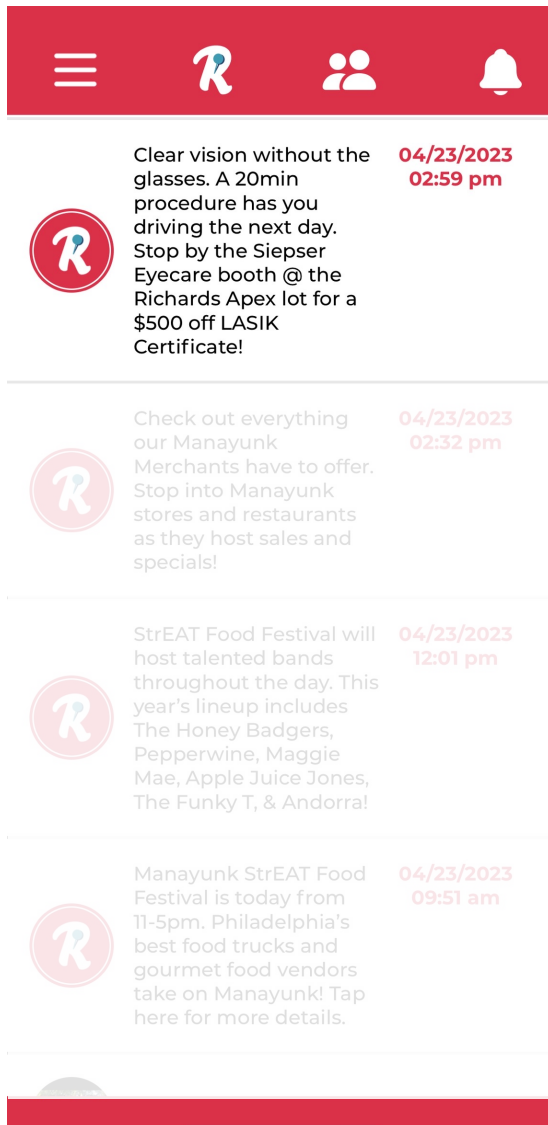 R
Clear vision without the
glasses. A 20min
procedure has you
driving the next day.
Stop by the Siepser
Eyecare booth @ the
Richards Apex lot for a
$500 off LASIK
Certificate!
04/23/2023
02:59 pm
R
Check out everything
our Manayunk
Merchants have to offer.
Stop into Manayunk
stores and restaurants
as they host sales and
specials!
04/23/2023
02:32 pm
R
StrEAT Food Festival will
host talented bands
throughout the day. This
year’s lineup includes
The Honey Badgers,
Pepperwine, Maggie
Mae, Apple Juice Jones,
The Funky T, & Andorra!
04/23/2023
12:01 pm
R
Manayunk StrEAT Food
Festival is today from
11-5pm. Philadelphia’s
best food trucks and
gourmet food vendors
take on Manayunk! Tap
here for more details.
04/23/2023
09:51 am
R